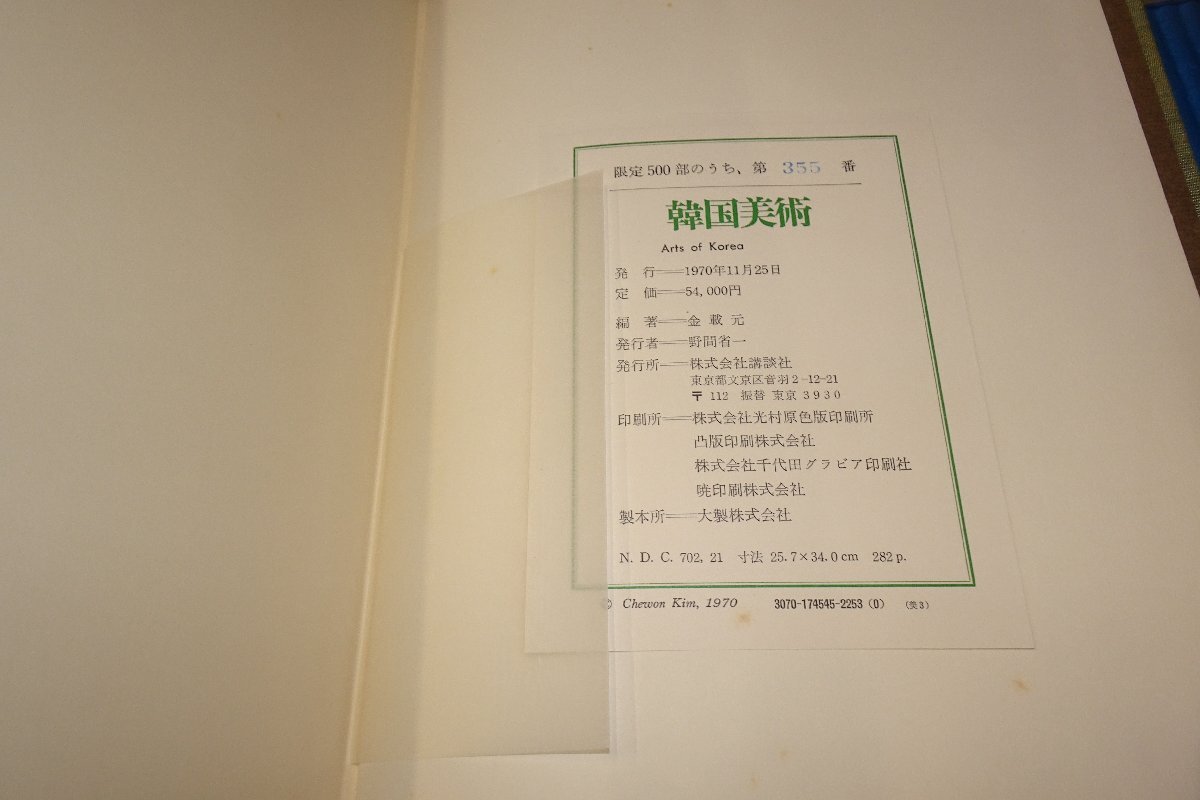 限定500部のうち、第 355 番
韓国美術
Arts of Korea
発 行──1970年11月25日
定 価──54,000円
編 著──金 載 元
発行者──野間省一
発行所──株式会社講談社
東京都文京区音羽2-12-21
〒 112 振替 東京 3930
印刷所──株式会社光村原色版印刷所
凸版印刷株式会社
株式会社千代田グラビア印刷社
暁印刷株式会社
製本所──大製株式会社
N. D. C. 702, 21 寸法 25.7×34.0cm 282p.
© Chewon Kim, 1970 3070-174545-2253 (0) (美3)